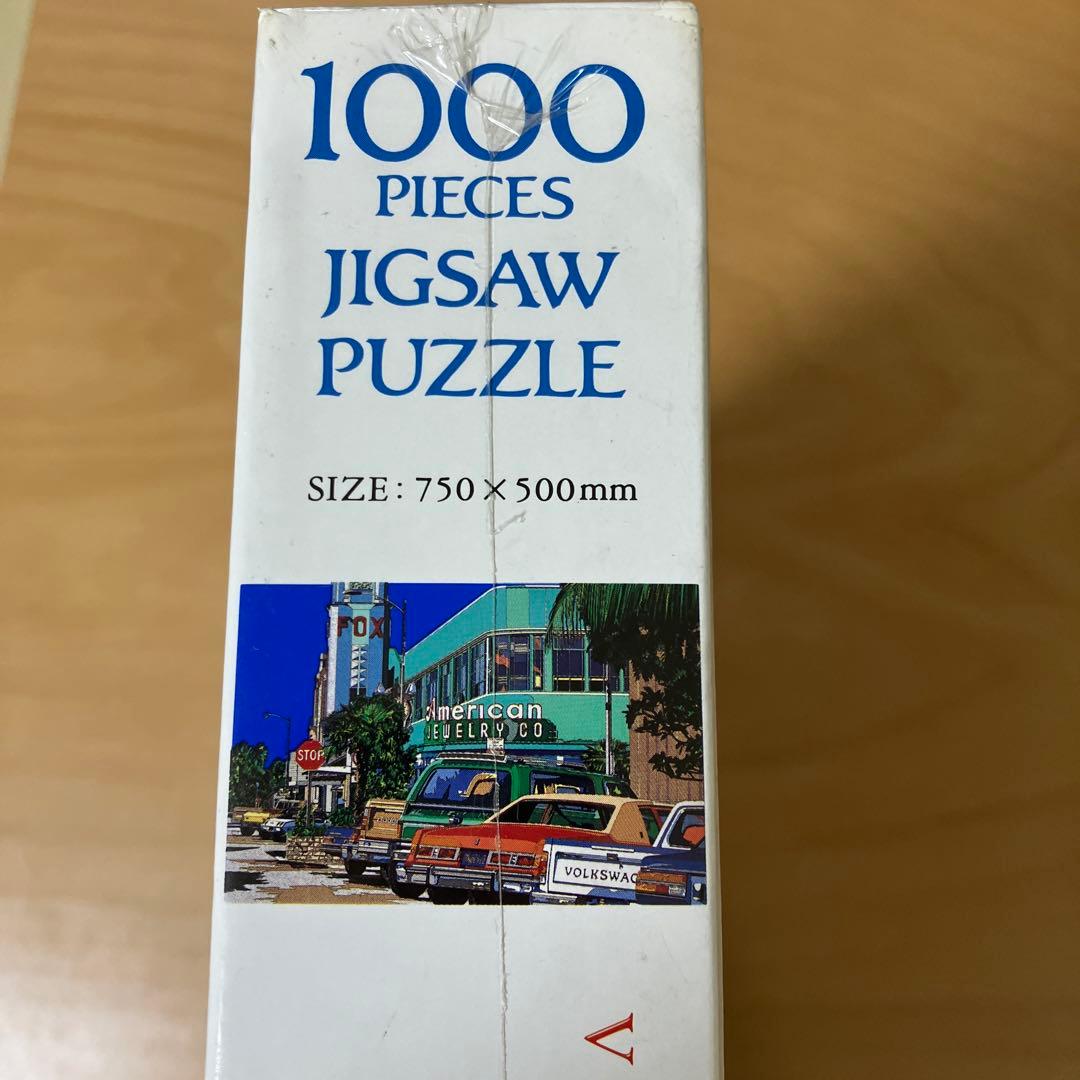 1000
PIECES
JIGSAW
PUZZLE
SIZE: 750×500mm
FOX
American
JEWELRY CO
STOP
VOLKSWAG
V